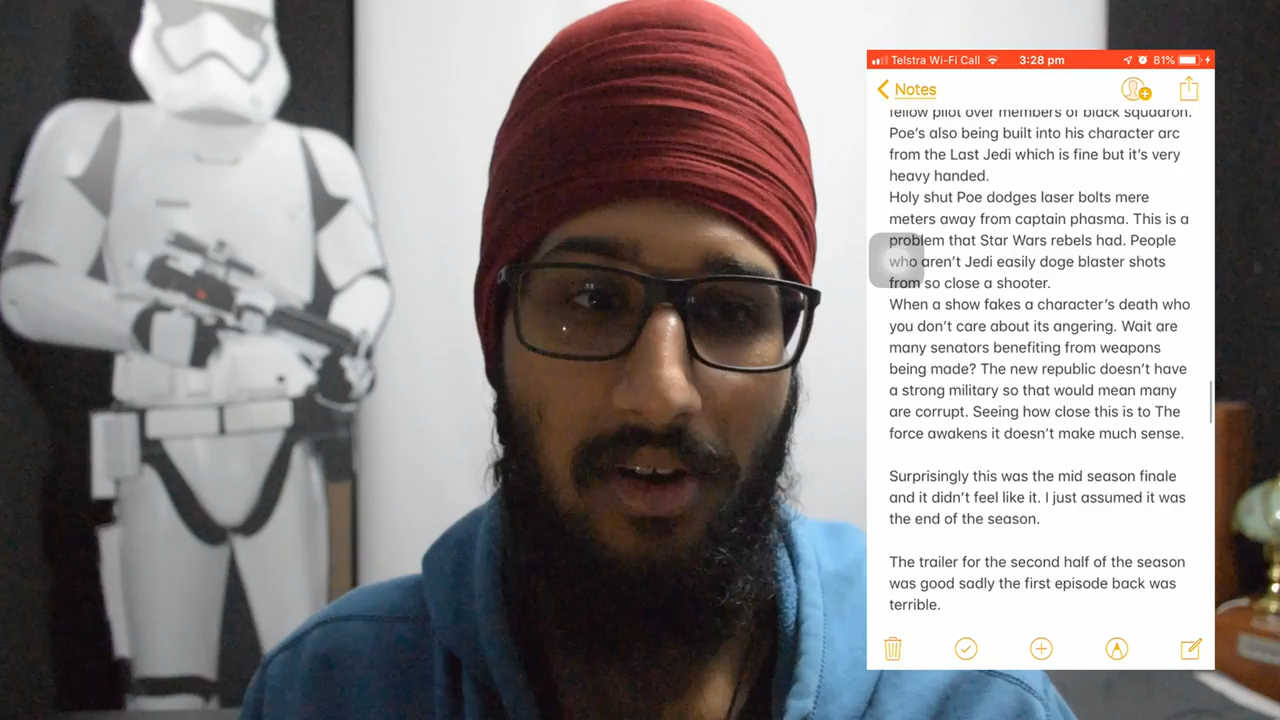 Telstra Wi-Fi Call 3:28 pm 81%
Notes
fellow pilot over members of black squadron.
Poe's also being built into his character arc
from the Last Jedi which is fine but it's very
heavy handed.
Holy shut Poe dodges laser bolts mere
meters away from captain phasma. This is a
problem that Star Wars rebels had. People
who aren't Jedi easily doge blaster shots
from so close a shooter.
When a show fakes a character's death who
you don't care about its angering. Wait are
many senators benefiting from weapons
being made? The new republic doesn't have
a strong military so that would mean many
are corrupt. Seeing how close this is to The
force awakens it doesn't make much sense.
Surprisingly this was the mid season finale
and it didn't feel like it. I just assumed it was
the end of the season.
The trailer for the second half of the season
was good sadly the first episode back was
terrible.